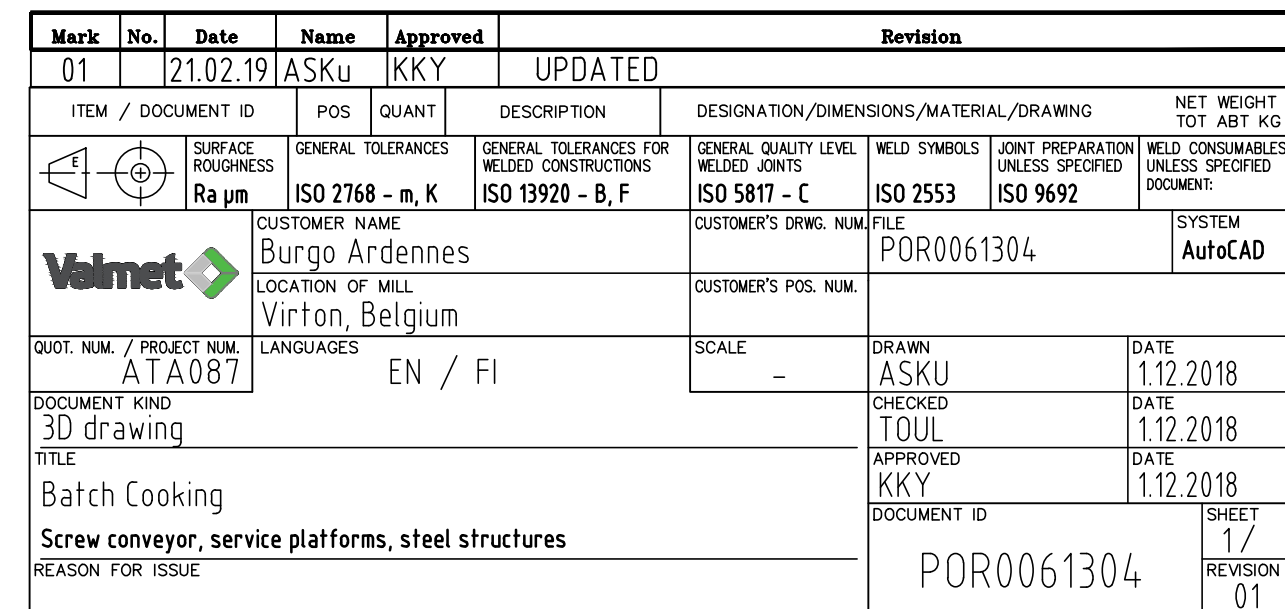 Mark No. Date Name Approved Revision
01 21.02.19 ASKu KKY UPDATED
ITEM / DOCUMENT ID POS QUANT DESCRIPTION DESIGNATION/DIMENSIONS/MATERIAL/DRAWING NET WEIGHT
TOT ABT KG
E
SURFACE
ROUGHNESS
Ra µm
GENERAL TOLERANCES
ISO 2768 - m, K
GENERAL TOLERANCES FOR
WELDED CONSTRUCTIONS
ISO 13920 - B, F
GENERAL QUALITY LEVEL
WELDED JOINTS
ISO 5817 - C
WELD SYMBOLS
ISO 2553
JOINT PREPARATION
UNLESS SPECIFIED
ISO 9692
WELD CONSUMABLES
UNLESS SPECIFIED
DOCUMENT:
Valmet
CUSTOMER NAME
Burgo Ardennes
CUSTOMER'S DRWG. NUM.
FILE
POR0061304
SYSTEM
AutoCAD
LOCATION OF MILL
Virton, Belgium
CUSTOMER'S POS. NUM.
QUOT. NUM. / PROJECT NUM.
ATA087
LANGUAGES
EN / FI
SCALE
-
DRAWN
ASKU
DATE
1.12.2018
DOCUMENT KIND
3D drawing
CHECKED
TOUL
DATE
1.12.2018
TITLE
Batch Cooking
Screw conveyor, service platforms, steel structures
APPROVED
KKY
DATE
1.12.2018
DOCUMENT ID
POR0061304
SHEET
1/
REASON FOR ISSUE
REVISION
01